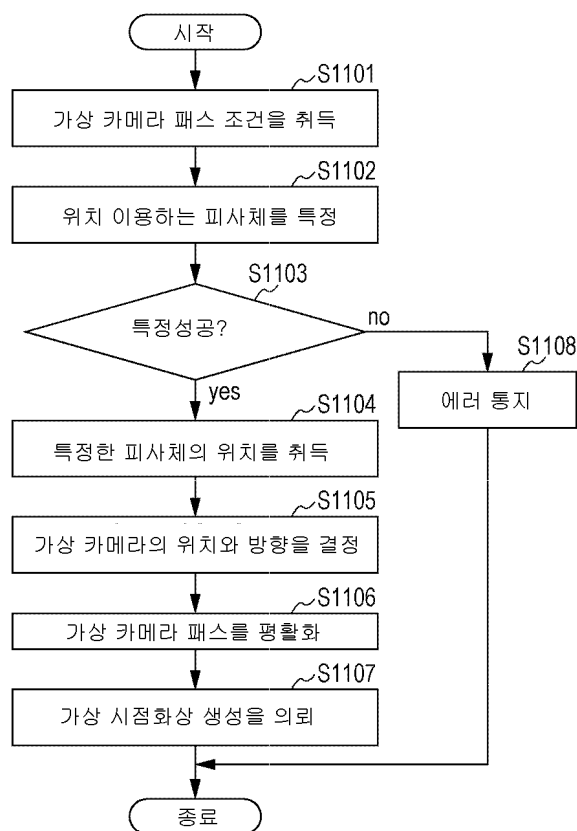 시작
S1101
가상 카메라 패스 조건을 취득
S1102
위치 이용하는 피사체를 특정
S1103
특정성공?
no
S1108
에러 통지
yes
S1104
특정한 피사체의 위치를 취득
S1105
가상 카메라의 위치와 방향을 결정
S1106
가상 카메라 패스를 평활화
S1107
가상 시점화상 생성을 의뢰
종료